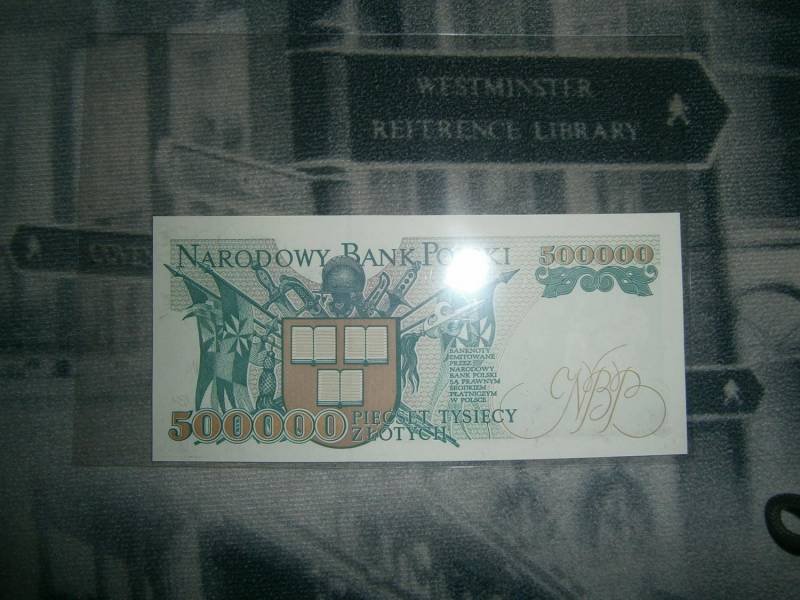 WESTMINSTER
REFERENCE LIBRARY
NARODOWY BANK POLSKI
500000
BANKNOTY
EMITOWANE
PRZEZ
NARODOWY
BANK POLSKI
SĄ PRAWNYM
ŚRODKIEM
PŁATNICZYM
W POLSCE
NBP
500000
PIĘĆSET TYSIĘCY
ZŁOTYCH